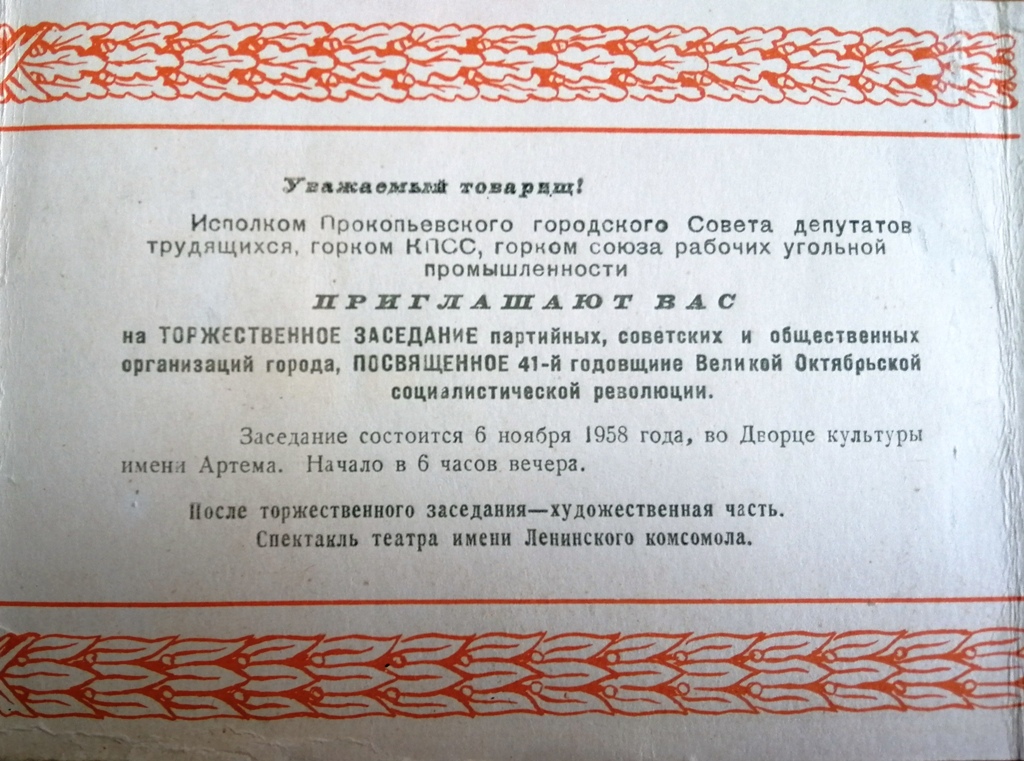 Уважаемый товарищ!
Исполком Прокопьевского городского Совета депутатов
трудящихся, горком КПСС, горком союза рабочих угольной
промышленности
ПРИГЛАШАЮТ ВАС
на ТОРЖЕСТВЕННОЕ ЗАСЕДАНИЕ партийных, советских и общественных
организаций города, ПОСВЯЩЕННОЕ 41-й годовщине Великой Октябрьской
социалистической революции.
Заседание состоится 6 ноября 1958 года, во Дворце культуры
имени Артема. Начало в 6 часов вечера.
После торжественного заседания—художественная часть.
Спектакль театра имени Ленинского комсомола.